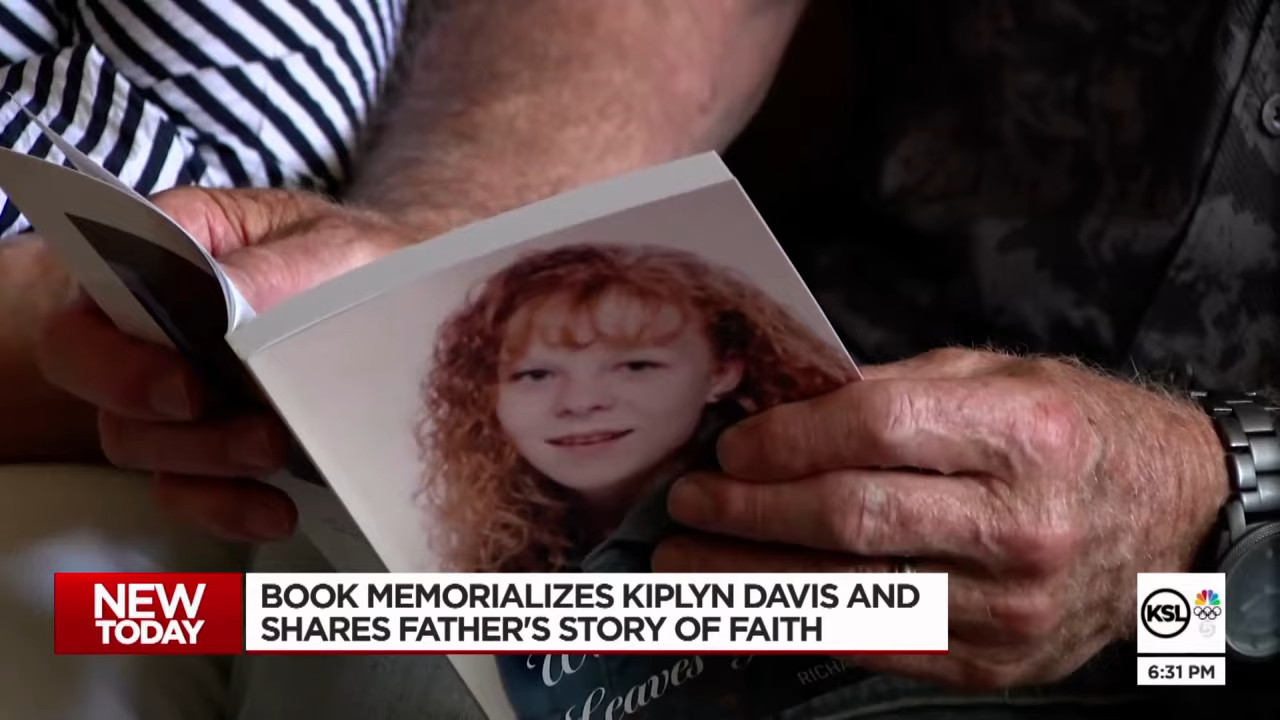 NEW
TODAY
BOOK MEMORIALIZES KIPLYN DAVIS AND
SHARES FATHER'S STORY OF FAITH
KSL
6:31 PM
Leaves